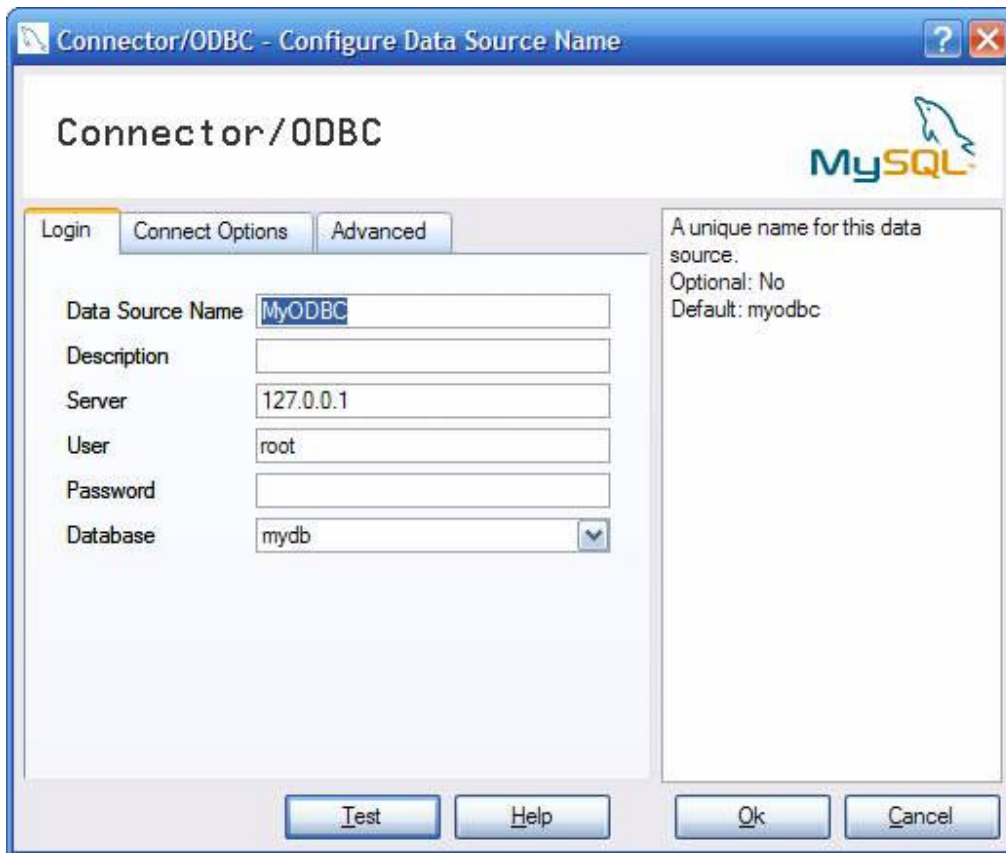 Connector/ODBC - Configure Data Source Name
?
Connector/ODBC
MySQL
Login
Connect Options
Advanced
Data Source Name MyODBC
Description
Server 127.0.0.1
User root
Password
Database mydb
A unique name for this data
source.
Optional: No
Default: myodbc
Test
Help
Ok
Cancel